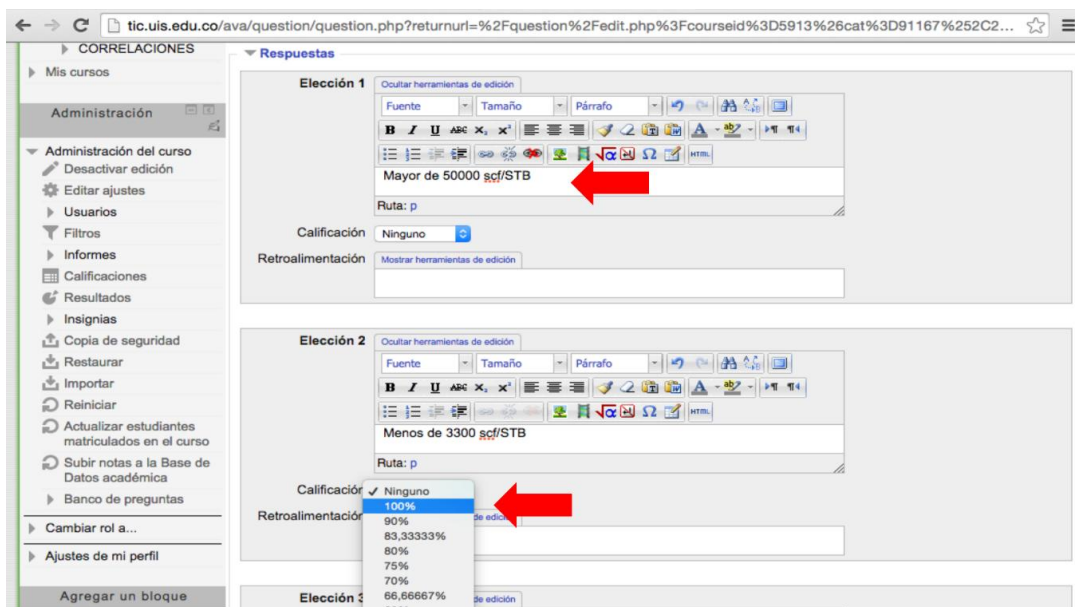 tic.uis.edu.co/ava/question/question.php?returnurl=%2Fquestion%2Fedit.php%3Fcourseid%3D5913%26cat%3D91167%252C2...
CORRELACIONES
Mis cursos
Administración
Administración del curso
Desactivar edición
Editar ajustes
Usuarios
Filtros
Informes
Calificaciones
Resultados
Insignias
Copia de seguridad
Restaurar
Importar
Reiniciar
Actualizar estudiantes
matriculados en el curso
Subir notas a la Base de
Datos académica
Banco de preguntas
Cambiar rol a...
Ajustes de mi perfil
Agregar un bloque
Respuestas
Elección 1 Ocultar herramientas de edición
Fuente Tamaño Párrafo
B I U ABC X₂ X² A ab
HTML
Mayor de 50000 scf/STB
Ruta: p
Calificación Ninguno
Retroalimentación Mostrar herramientas de edición
Elección 2 Ocultar herramientas de edición
Fuente Tamaño Párrafo
B I U ABC X₂ X² A ab
HTML
Menos de 3300 scf/STB
Ruta: p
Calificación ✓ Ninguno
100%
Retroalimentación de edición
90%
83,33333%
80%
75%
70%
Elección 3 66,66667% de edición